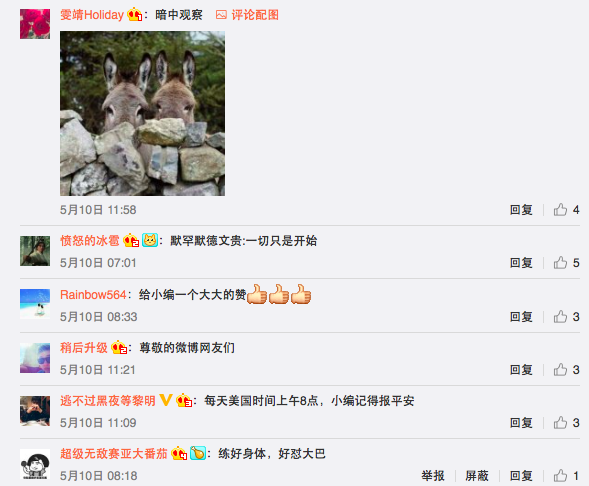 雯靖Holiday：暗中观察 评论配图
5月10日 11:58 回复 4
愤怒的冰雹：默罕默德文贵:一切只是开始
5月10日 07:01 回复 5
Rainbow564：给小编一个大大的赞
5月10日 08:33 回复 3
稍后升级：尊敬的微博网友们
5月10日 11:21 回复 3
逃不过黑夜等黎明：每天美国时间上午8点，小编记得报平安
5月10日 11:09 回复 3
超级无敌赛亚大番茄：练好身体，好怼大巴
5月10日 08:18 举报 屏蔽 回复 1